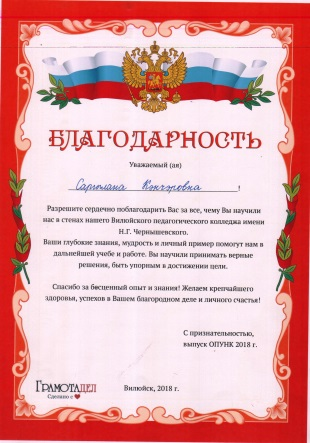 БЛАГОДАРНОСТЬ
Уважаемый (ая)
Саргылана Кэнчэровна !
Разрешите сердечно поблагодарить Вас за все, чему Вы научили
нас в стенах нашего Вилюйского педагогического колледжа имени
Н.Г. Чернышевского.
Ваши глубокие знания, мудрость и личный пример помогут нам в
дальнейшей учебе и работе. Вы научили принимать верные
решения, быть упорным в достижении цели.
Спасибо за бесценный опыт и знания! Желаем крепчайшего
здоровья, успехов в Вашем благородном деле и личного счастья!
С признательностью,
выпуск ОПУНК 2018 г.
ГРАМОТАДЕЛ
Сделано с
Вилюйск, 2018 г.